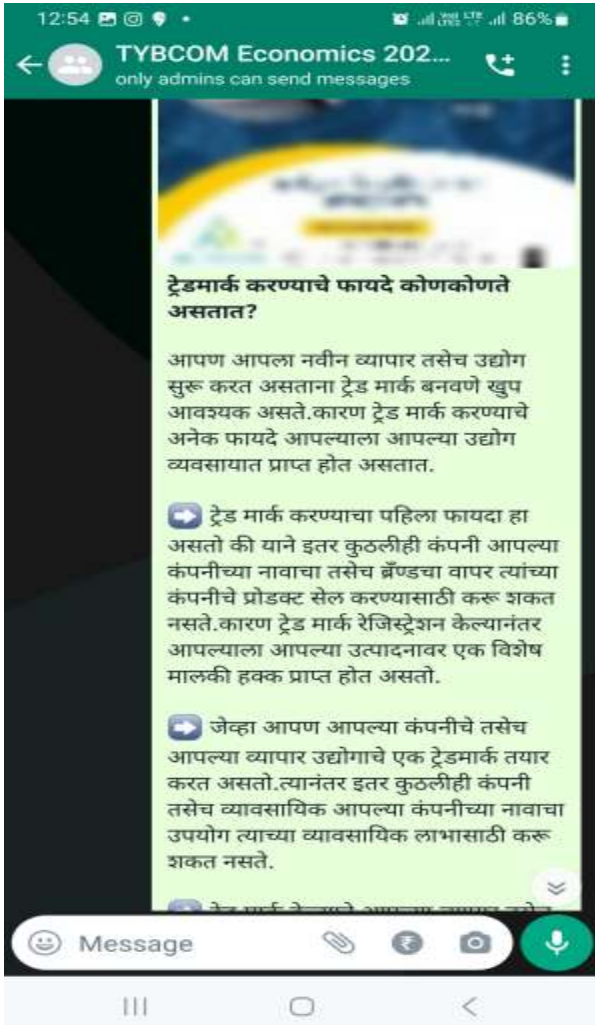 12:54
86%
TYBCOM Economics 202...
only admins can send messages
ट्रेडमार्क करण्याचे फायदे कोणकोणते
असतात?
आपण आपला नवीन व्यापार तसेच उद्योग
सुरू करत असताना ट्रेड मार्क बनवणे खुप
आवश्यक असते.कारण ट्रेड मार्क करण्याचे
अनेक फायदे आपल्याला आपल्या उद्योग
व्यवसायात प्राप्त होत असतात.
➡️ ट्रेड मार्क करण्याचा पहिला फायदा हा
असतो की याने इतर कुठलीही कंपनी आपल्या
कंपनीच्या नावाचा तसेच ब्रँण्डचा वापर त्यांच्या
कंपनीचे प्रोडक्ट सेल करण्यासाठी करू शकत
नसते.कारण ट्रेड मार्क रेजिस्ट्रेशन केल्यानंतर
आपल्याला आपल्या उत्पादनावर एक विशेष
मालकी हक्क प्राप्त होत असतो.
➡️ जेव्हा आपण आपल्या कंपनीचे तसेच
आपल्या व्यापार उद्योगाचे एक ट्रेडमार्क तयार
करत असतो.त्यानंतर इतर कुठलीही कंपनी
तसेच व्यावसायिक आपल्या कंपनीच्या नावाचा
उपयोग त्याच्या व्यावसायिक लाभासाठी करू
शकत नसते.
Message